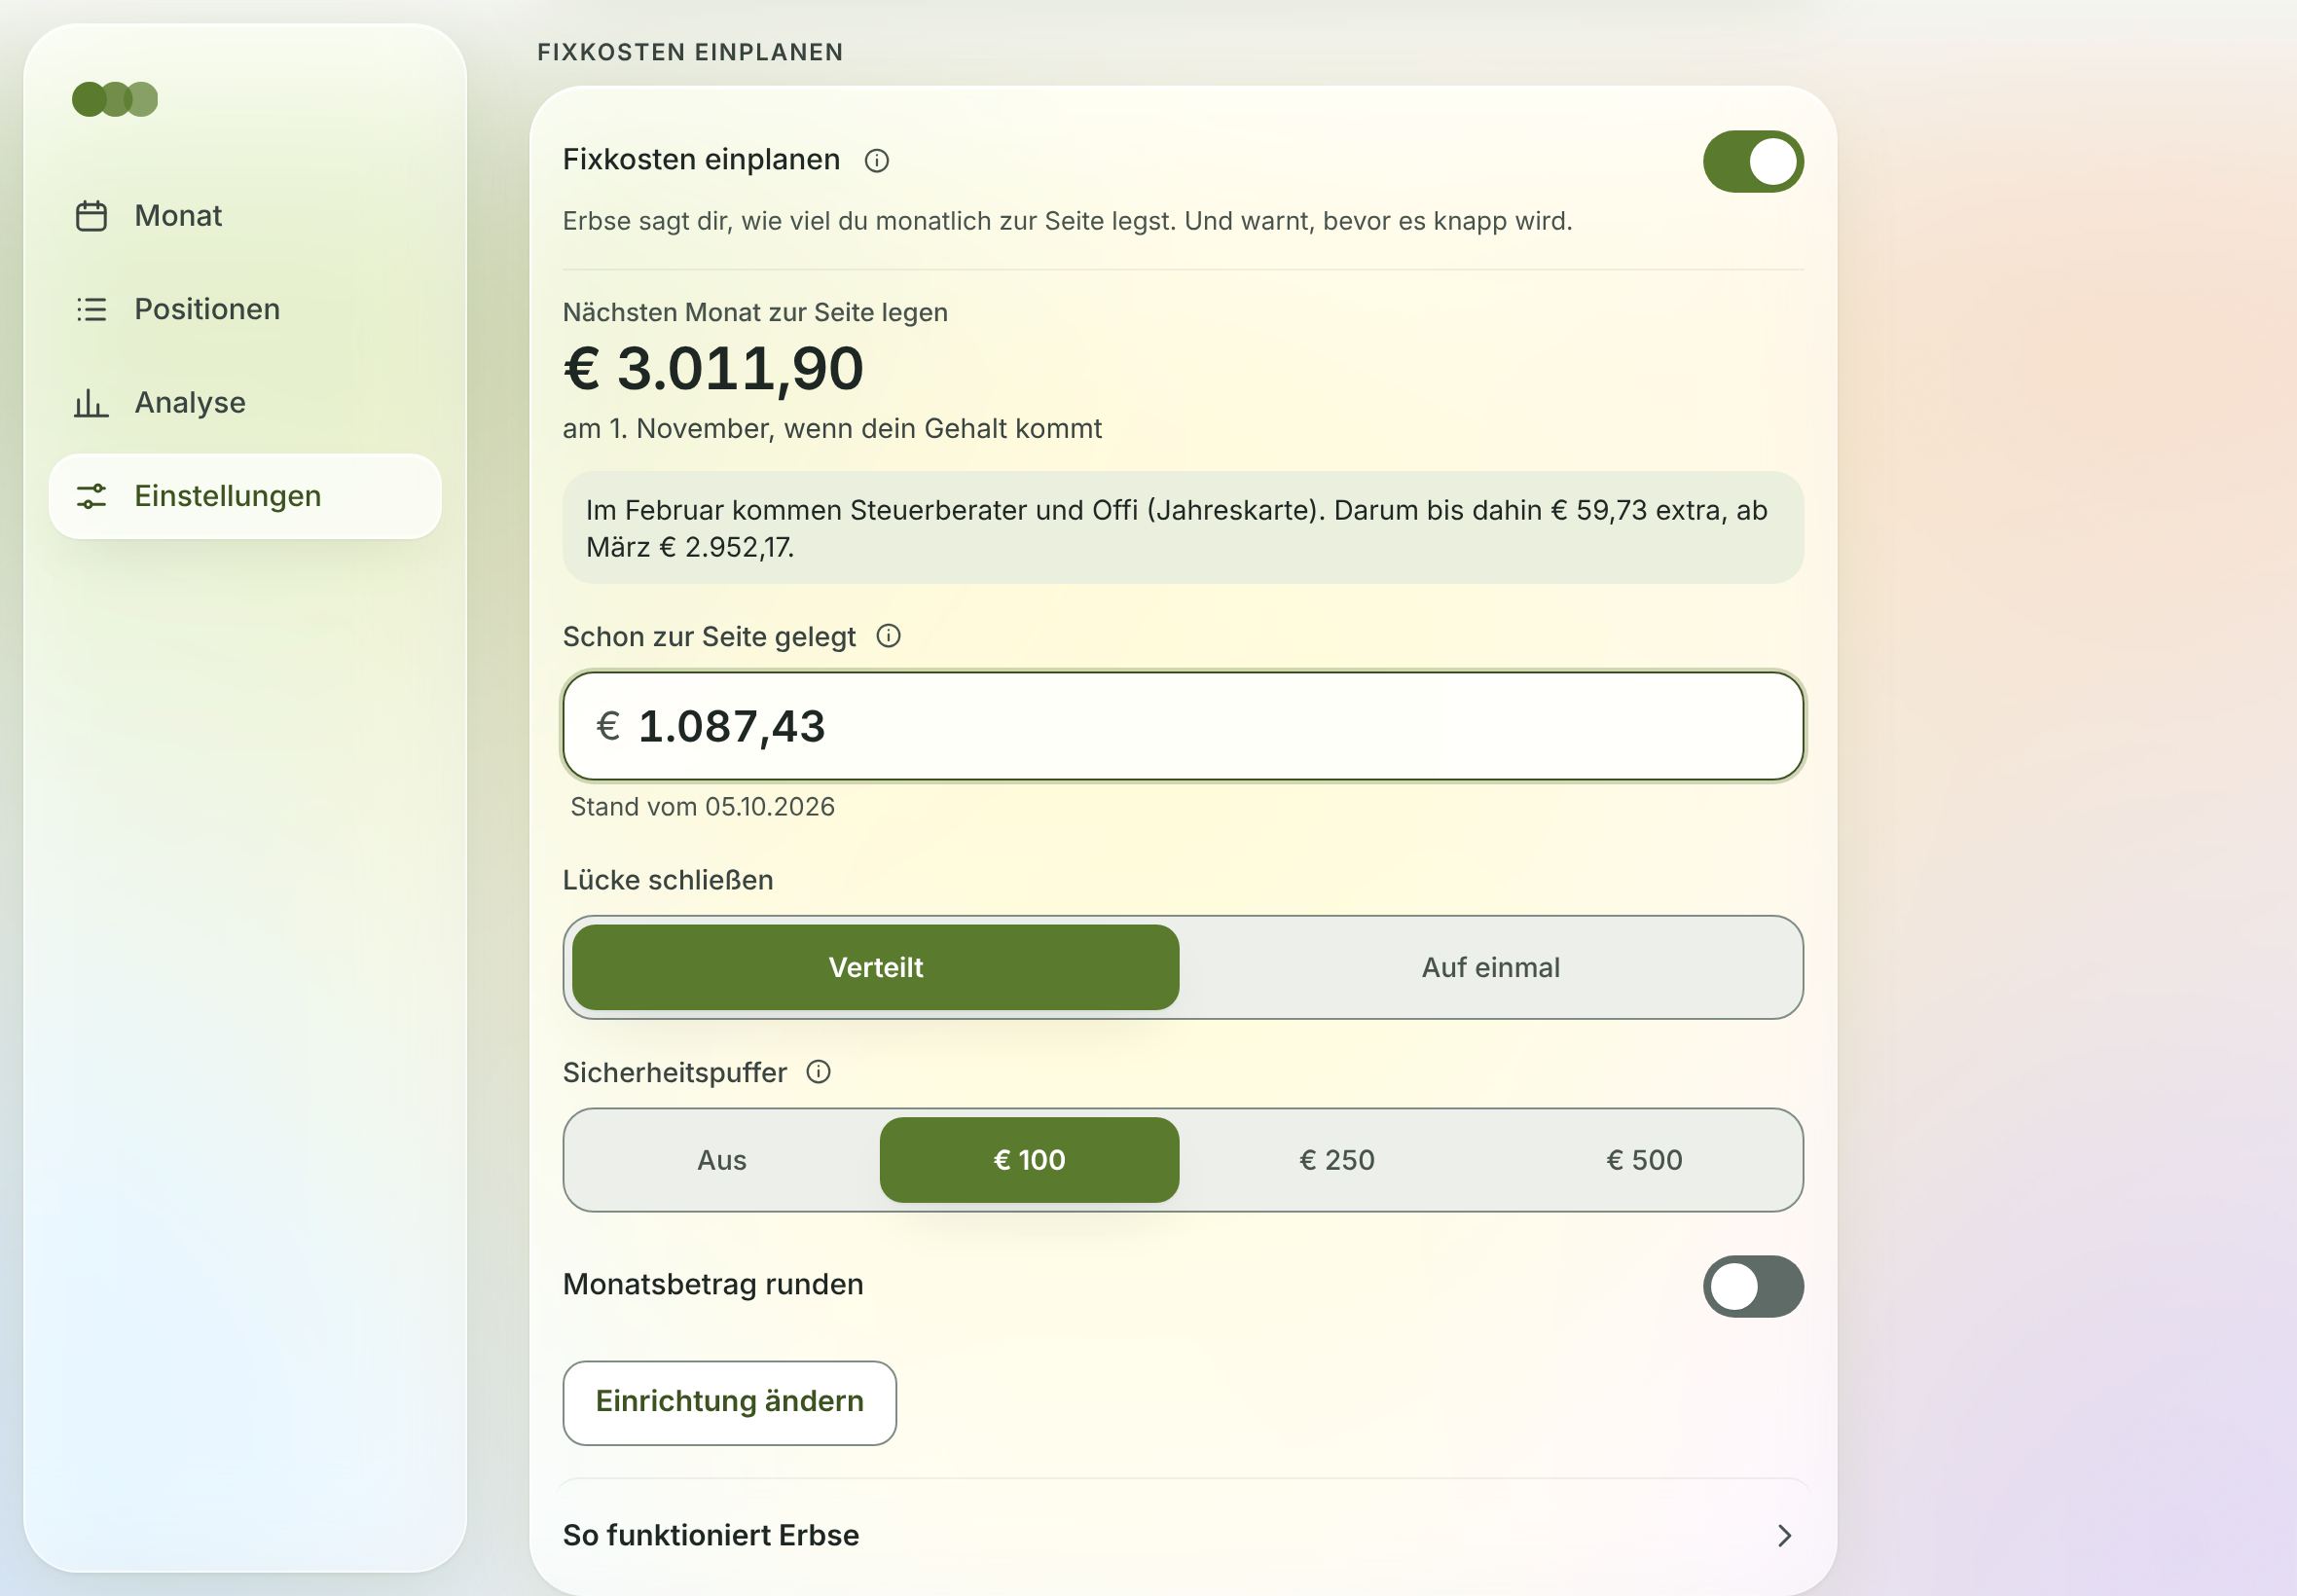 Monat
Positionen
Analyse
Einstellungen
FIXKOSTEN EINPLANEN
Fixkosten einplanen
Erbse sagt dir, wie viel du monatlich zur Seite legst. Und warnt, bevor es knapp wird.
Nächsten Monat zur Seite legen
€ 3.011,90
am 1. November, wenn dein Gehalt kommt
Im Februar kommen Steuerberater und Offi (Jahreskarte). Darum bis dahin € 59,73 extra, ab
März € 2.952,17.
Schon zur Seite gelegt
€ 1.087,43
Stand vom 05.10.2026
Lücke schließen
Verteilt Auf einmal
Sicherheitspuffer
Aus € 100 € 250 € 500
Monatsbetrag runden
Einrichtung ändern
So funktioniert Erbse